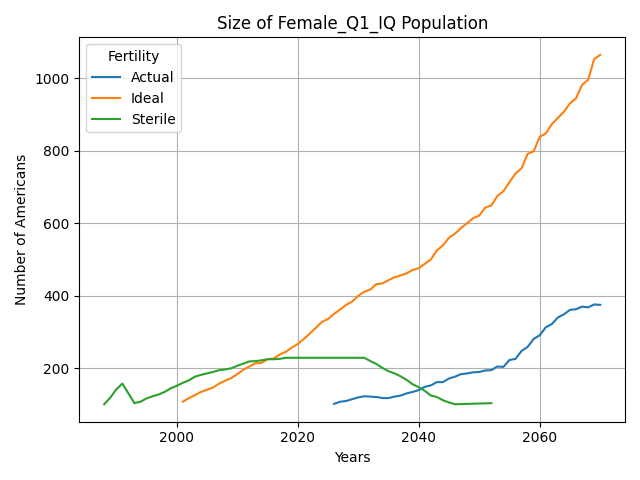 Size of Female_Q1_IQ Population
Fertility
Actual
Ideal
Sterile
Number of Americans
1000
800
600
400
200
2000
2020
2040
2060
Years